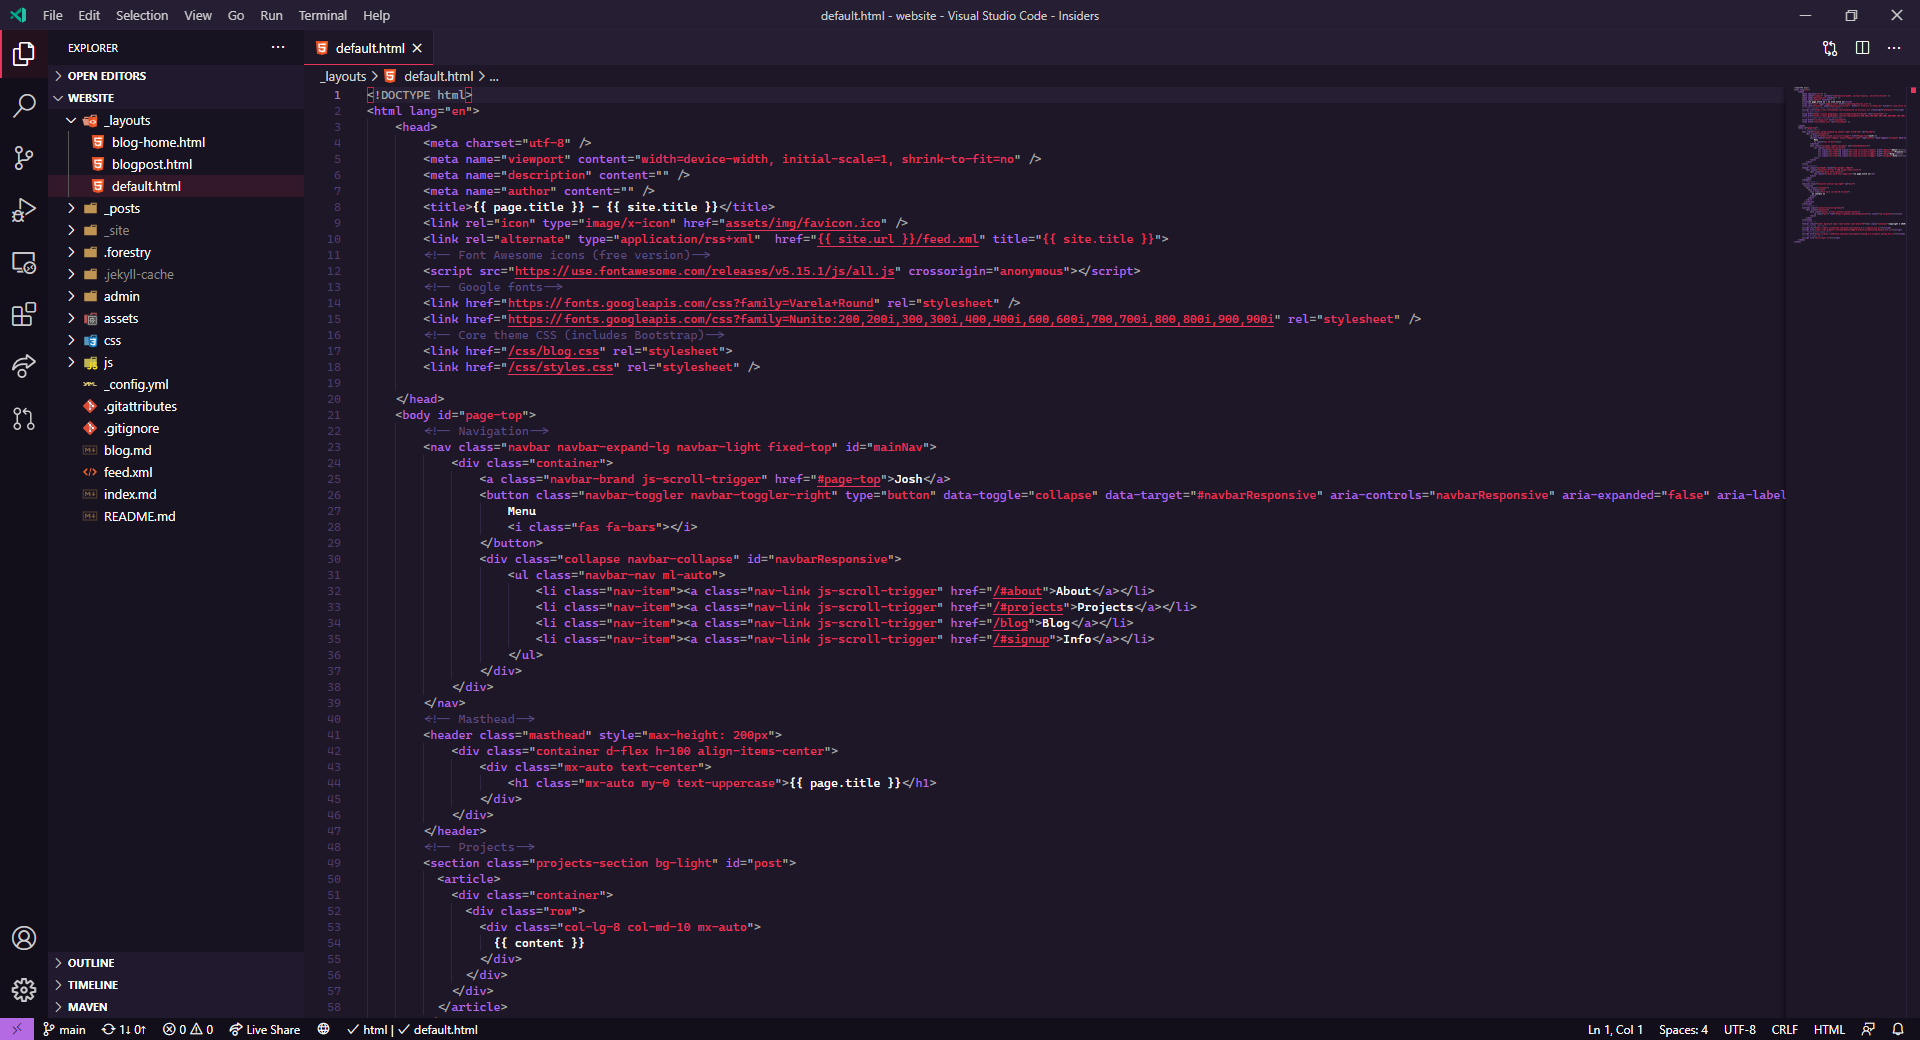 File Edit Selection View Go Run Terminal Help
default.html - website - Visual Studio Code - Insiders
EXPLORER
default.html
OPEN EDITORS
WEBSITE
_layouts
blog-home.html
blogpost.html
default.html
_posts
_site
.forestry
.jekyll-cache
admin
assets
css
js
_config.yml
.gitattributes
.gitignore
blog.md
feed.xml
index.md
README.md
OUTLINE
TIMELINE
MAVEN
_layouts > default.html > ...
1 <!DOCTYPE html>
2 <html lang="en">
3 <head>
4 <meta charset="utf-8" />
5 <meta name="viewport" content="width=device-width, initial-scale=1, shrink-to-fit=no" />
6 <meta name="description" content="" />
7 <meta name="author" content="" />
8 <title>{{ page.title }} - {{ site.title }}</title>
9 <link rel="icon" type="image/x-icon" href="assets/img/favicon.ico" />
10 <link rel="alternate" type="application/rss+xml"  href="{{ site.url }}/feed.xml" title="{{ site.title }}">
11 <!-- Font Awesome icons (free version)-->
12 <script src="https://use.fontawesome.com/releases/v5.15.1/js/all.js" crossorigin="anonymous"></script>
13 <!-- Google fonts-->
14 <link href="https://fonts.googleapis.com/css?family=Varela+Round" rel="stylesheet" />
15 <link href="https://fonts.googleapis.com/css?family=Nunito:200,200i,300,300i,400,400i,600,600i,700,700i,800,800i,900,900i" rel="stylesheet" />
16 <!-- Core theme CSS (includes Bootstrap)-->
17 <link href="/css/blog.css" rel="stylesheet">
18 <link href="/css/styles.css" rel="stylesheet" />
19
20 </head>
21 <body id="page-top">
22 <!-- Navigation-->
23 <nav class="navbar navbar-expand-lg navbar-light fixed-top" id="mainNav">
24 <div class="container">
25 <a class="navbar-brand js-scroll-trigger" href="#page-top">Josh</a>
26 <button class="navbar-toggler navbar-toggler-right" type="button" data-toggle="collapse" data-target="#navbarResponsive" aria-controls="navbarResponsive" aria-expanded="false" aria-label
27 Menu
28 <i class="fas fa-bars"></i>
29 </button>
30 <div class="collapse navbar-collapse" id="navbarResponsive">
31 <ul class="navbar-nav ml-auto">
32 <li class="nav-item"><a class="nav-link js-scroll-trigger" href="/#about">About</a></li>
33 <li class="nav-item"><a class="nav-link js-scroll-trigger" href="/#projects">Projects</a></li>
34 <li class="nav-item"><a class="nav-link js-scroll-trigger" href="/blog">Blog</a></li>
35 <li class="nav-item"><a class="nav-link js-scroll-trigger" href="/#signup">Info</a></li>
36 </ul>
37 </div>
38 </div>
39 </nav>
40 <!-- Masthead-->
41 <header class="masthead" style="max-height: 200px">
42 <div class="container d-flex h-100 align-items-center">
43 <div class="mx-auto text-center">
44 <h1 class="mx-auto my-0 text-uppercase">{{ page.title }}</h1>
45 </div>
46 </div>
47 </header>
48 <!-- Projects-->
49 <section class="projects-section bg-light" id="post">
50 <article>
51 <div class="container">
52 <div class="row">
53 <div class="col-lg-8 col-md-10 mx-auto">
54 {{ content }}
55 </div>
56 </div>
57 </div>
58 </article>
main 1↓ 0↑ 0 0 Live Share html | default.html
Ln 1, Col 1 Spaces: 4 UTF-8 CRLF HTML